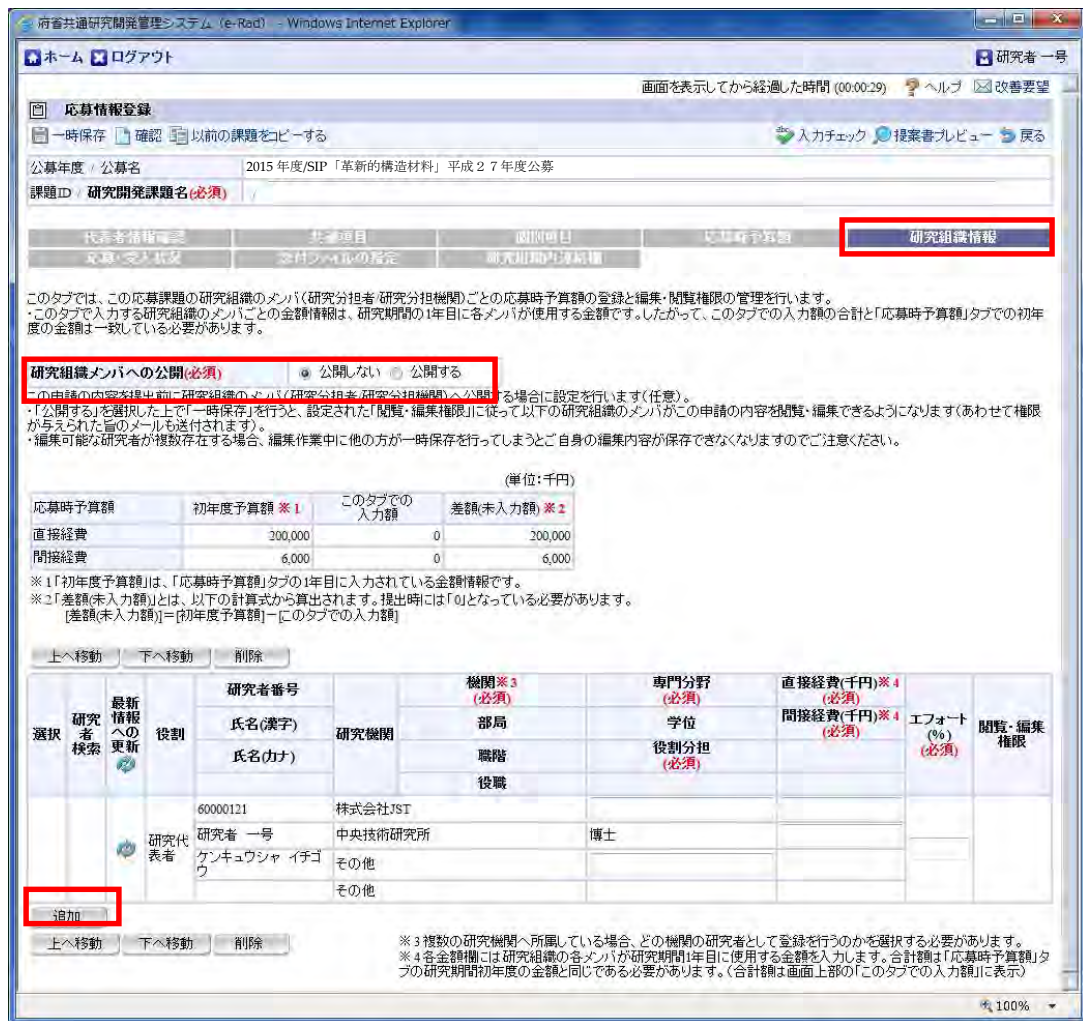 府省共通研究開発管理システム (e-Rad) - Windows Internet Explorer
ホーム ログアウト 研究者 一号
画面を表示してから経過した時間 (00:00:29) ヘルプ 改善要望
応募情報登録
一時保存 確認 以前の課題をコピーする 入力チェック 提案書プレビュー 戻る
公募年度 / 公募名 2015 年度/SIP「革新的構造材料」平成２７年度公募
課題ID / 研究開発課題名(必須) /
代表者情報確認 共通項目 個別項目 応募時予算額 研究組織情報
応募・受入状況 添付ファイルの指定 研究組織内連絡欄
このタブでは、この応募課題の研究組織のメンバ(研究分担者/研究分担機関)ごとの応募時予算額の登録と編集・閲覧権限の管理を行います。
・このタブで入力する研究組織のメンバごとの金額情報は、研究期間の1年目に各メンバが使用する金額です。したがって、このタブでの入力額の合計と「応募時予算額」タブでの初年
度の金額は一致している必要があります。
研究組織メンバへの公開(必須) 公開しない 公開する
この申請の内容を提出前に研究組織のメンバ(研究分担者/研究分担機関)へ公開する場合に設定を行います(任意)。
・「公開する」を選択した上で「一時保存」を行うと、設定された「閲覧・編集権限」に従って以下の研究組織のメンバがこの申請の内容を閲覧・編集できるようになります(あわせて権限
が与えられた旨のメールも送付されます)。
・編集可能な研究者が複数存在する場合、編集作業中に他の方が一時保存を行ってしまうとご自身の編集内容が保存できなくなりますのでご注意ください。
(単位:千円)
応募時予算額 初年度予算額 ※1 このタブでの入力額 差額(未入力額) ※2
直接経費 200,000 0 200,000
間接経費 6,000 0 6,000
※1「初年度予算額」は、「応募時予算額」タブの1年目に入力されている金額情報です。
※2「差額(未入力額)」とは、以下の計算式から算出されます。提出時には「0」となっている必要があります。
[差額(未入力額)]=[初年度予算額]-[このタブでの入力額]
上へ移動 下へ移動 削除
選択 研究者検索 最新情報への更新 役割 研究者番号 研究機関 機関※3(必須) 専門分野(必須) 直接経費(千円)※4(必須) エフォート(%)(必須) 閲覧・編集権限
氏名(漢字) 部局 学位 間接経費(千円)※4(必須)
氏名(カナ) 職階 役割分担(必須)
役職
60000121 株式会社JST
研究代表者 研究者 一号 中央技術研究所 博士
ケンキュウシャ イチゴウ その他
その他
追加
上へ移動 下へ移動 削除
※3 複数の研究機関へ所属している場合、どの機関の研究者として登録を行うのかを選択する必要があります。
※4 各金額欄には研究組織の各メンバが研究期間1年目に使用する金額を入力します。合計額は「応募時予算額」タ
ブの研究期間初年度の金額と同じである必要があります。(合計額は画面上部の「このタブでの入力額」に表示)
100%